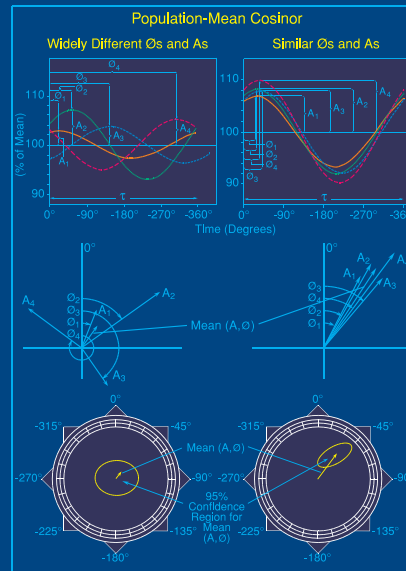 Population-Mean Cosinor
Widely Different Øs and As
Similar Øs and As
(% of Mean)
110
100
90
Ø4
Ø3
Ø2
Ø1
A2
A1
A3
A4
τ
0° -90° -180° -270° -360°
110
100
90
A4
A2
A3
A1
Ø1
Ø2
Ø4
Ø3
τ
0° -90° -180° -270° -36
Time (Degrees)
0°
A4
A2
A1
A3
Ø2
Ø3
Ø1
Ø4
Mean (A,Ø)
0°
A
A2
A1
A3
Ø3
Ø4
Ø2
Ø1
0°
-45°
-90°
-135°
-180°
-225°
-270°
-315°
Mean (A,Ø)
95%
Confidence
Region for
Mean
(A,Ø)
0°
-45°
-90°
-135°
-180°
-225°
-270°
-315°